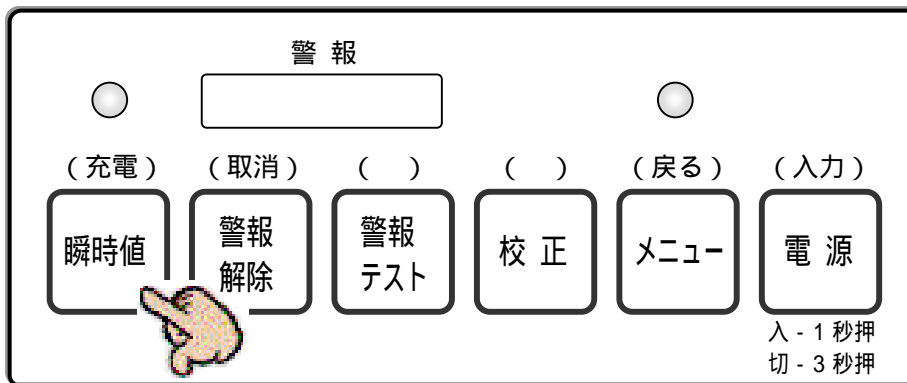 警 報
(充電) (取消) ( ) ( ) (戻る) (入力)
瞬時値
警報
解除
警報
テスト
校 正
メニュー
電 源
入 - 1 秒押
切 - 3 秒押